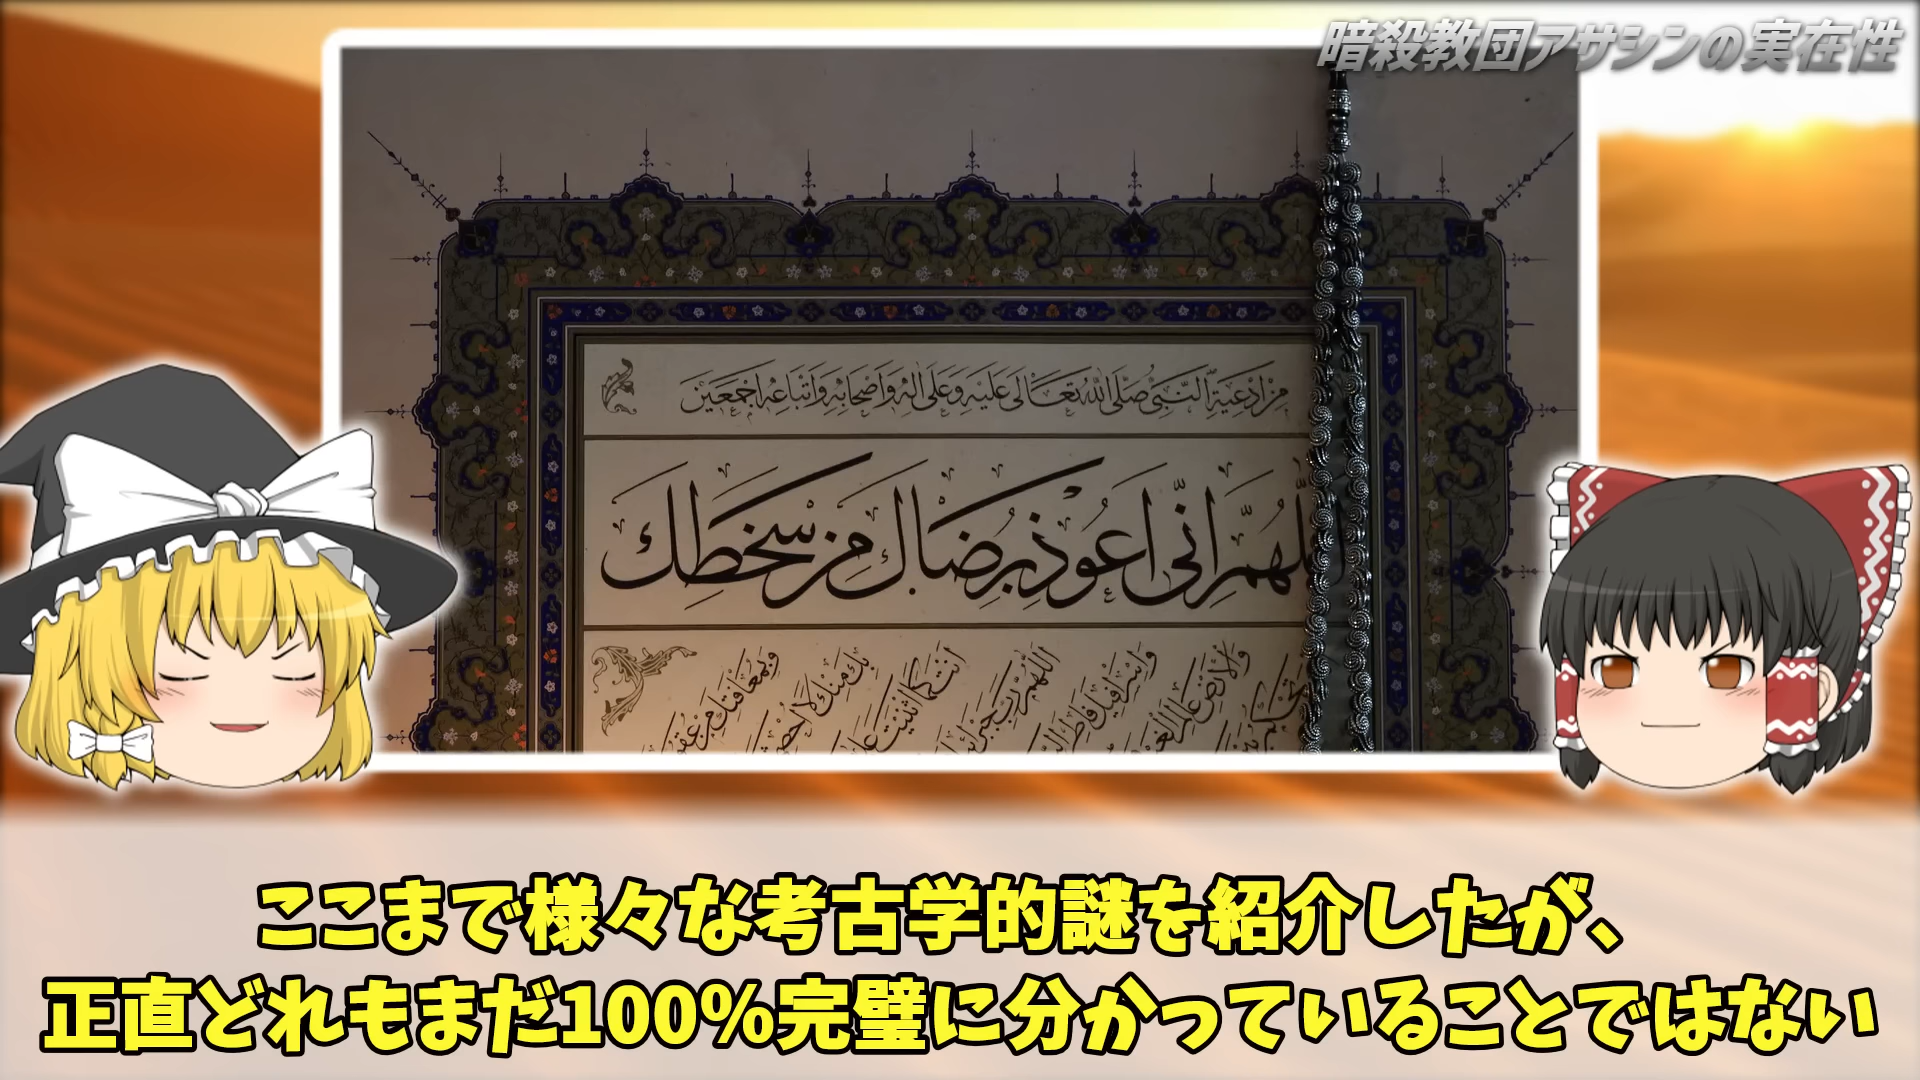 暗殺教団アサシンの実在性
من أدعية النبي صلى الله تعالى عليه وعلى آله وأصحابه وأتباعه أجمعين
اللهم إني أعوذ برضاك من سخطك
وبمعافاتك من
ここまで様々な考古学的謎を紹介したが、
正直どれもまだ100%完璧に分かっていることではない